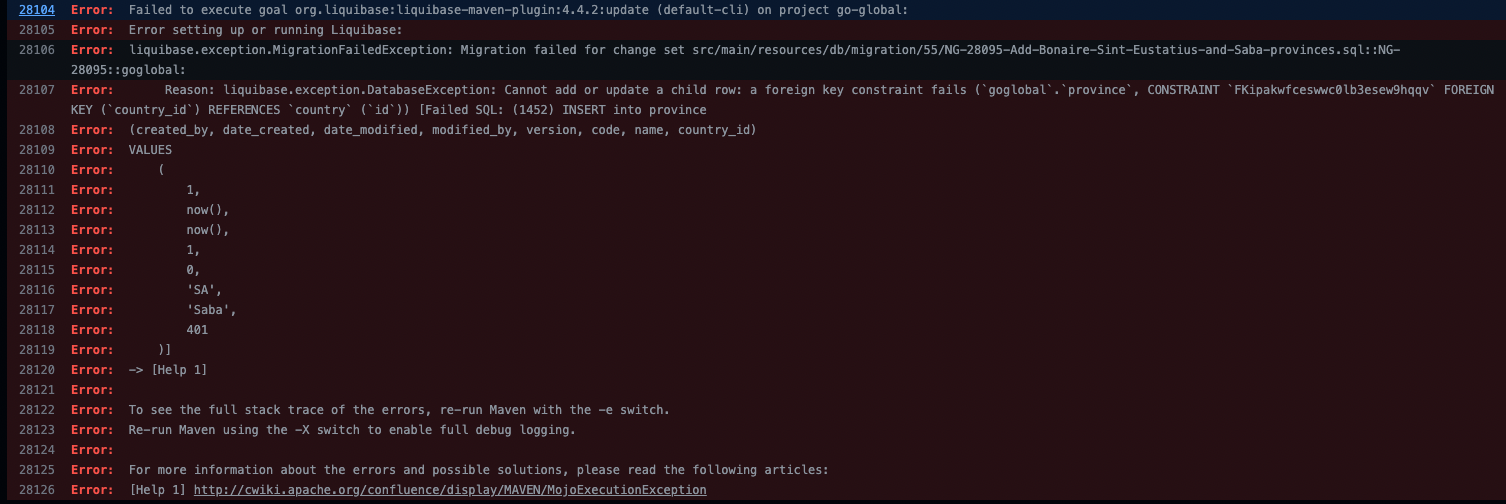 28104 Error: Failed to execute goal org.liquibase:liquibase-maven-plugin:4.4.2:update (default-cli) on project go-global:
28105 Error: Error setting up or running Liquibase:
28106 Error: liquibase.exception.MigrationFailedException: Migration failed for change set src/main/resources/db/migration/55/NG-28095-Add-Bonaire-Sint-Eustatius-and-Saba-provinces.sql::NG-
28095::goglobal:
28107 Error: Reason: liquibase.exception.DatabaseException: Cannot add or update a child row: a foreign key constraint fails (`goglobal`.`province`, CONSTRAINT `FKipakwfceswwc0lb3esew9hqqv` FOREIGN
KEY (`country_id`) REFERENCES `country` (`id`)) [Failed SQL: (1452) INSERT into province
28108 Error: (created_by, date_created, date_modified, modified_by, version, code, name, country_id)
28109 Error: VALUES
28110 Error: (
28111 Error: 1,
28112 Error: now(),
28113 Error: now(),
28114 Error: 1,
28115 Error: 0,
28116 Error: 'SA',
28117 Error: 'Saba',
28118 Error: 401
28119 Error: )]
28120 Error: -> [Help 1]
28121 Error:
28122 Error: To see the full stack trace of the errors, re-run Maven with the -e switch.
28123 Error: Re-run Maven using the -X switch to enable full debug logging.
28124 Error:
28125 Error: For more information about the errors and possible solutions, please read the following articles:
28126 Error: [Help 1] http://cwiki.apache.org/confluence/display/MAVEN/MojoExecutionException